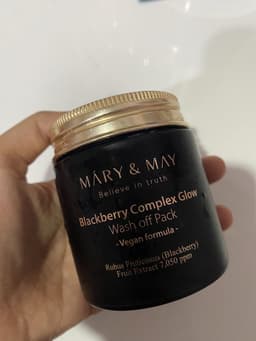 MARY & MAY
Believe in truth
Blackberry Complex Glow
Wash off Pack
- Vegan formula -
Rubus Fruticosus (Blackberry)
Fruit Extract 7,050 ppm